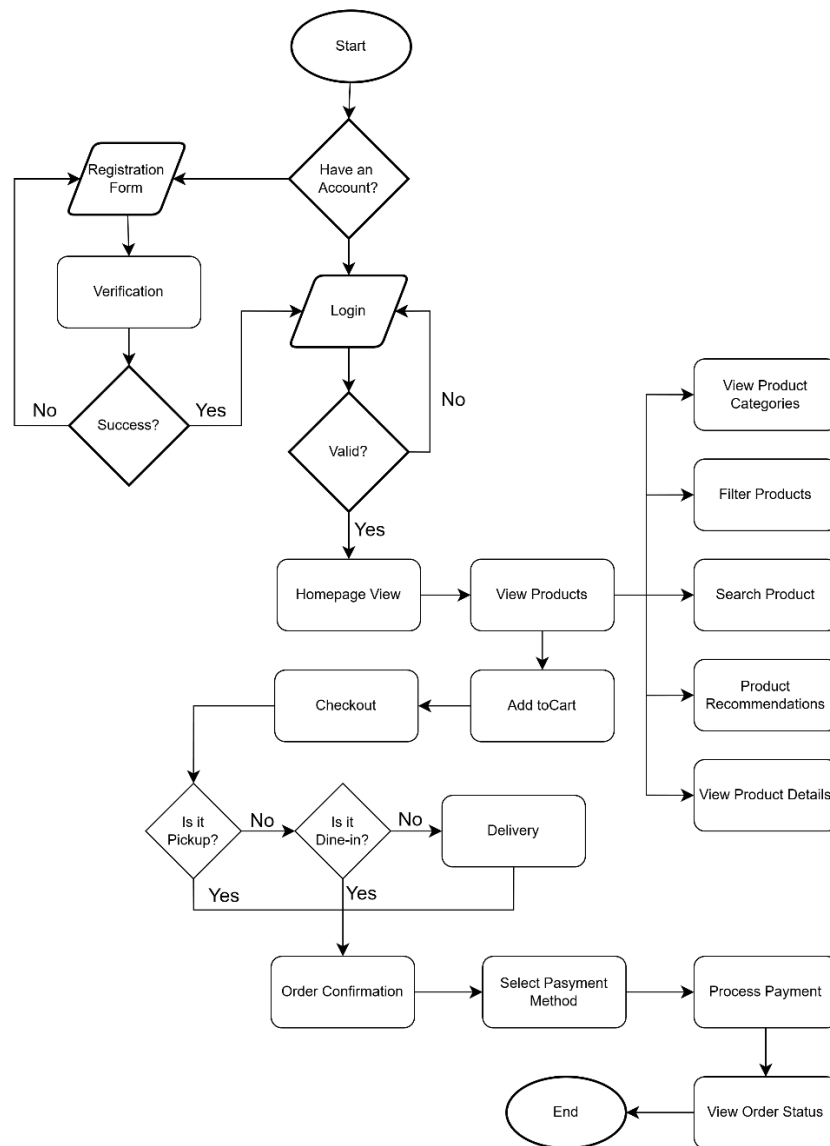 Start
Have an
Account?
Registration
Form
Verification
Success?
No
Yes
Login
Valid?
No
Yes
Homepage View
View Products
View Product
Categories
Filter Products
Search Product
Product
Recommendations
View Product Details
Add toCart
Checkout
Is it
Pickup?
No
Is it
Dine-in?
No
Delivery
Yes
Yes
Order Confirmation
Select Pasyment
Method
Process Payment
View Order Status
End